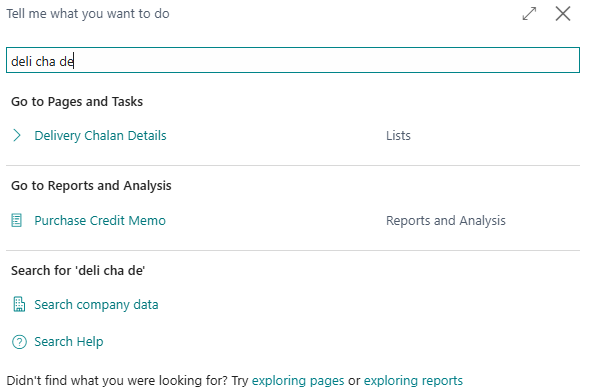 Tell me what you want to do
deli cha de
Go to Pages and Tasks
Delivery Chalan Details Lists
Go to Reports and Analysis
Purchase Credit Memo Reports and Analysis
Search for 'deli cha de'
Search company data
Search Help
Didn't find what you were looking for? Try exploring pages or exploring reports